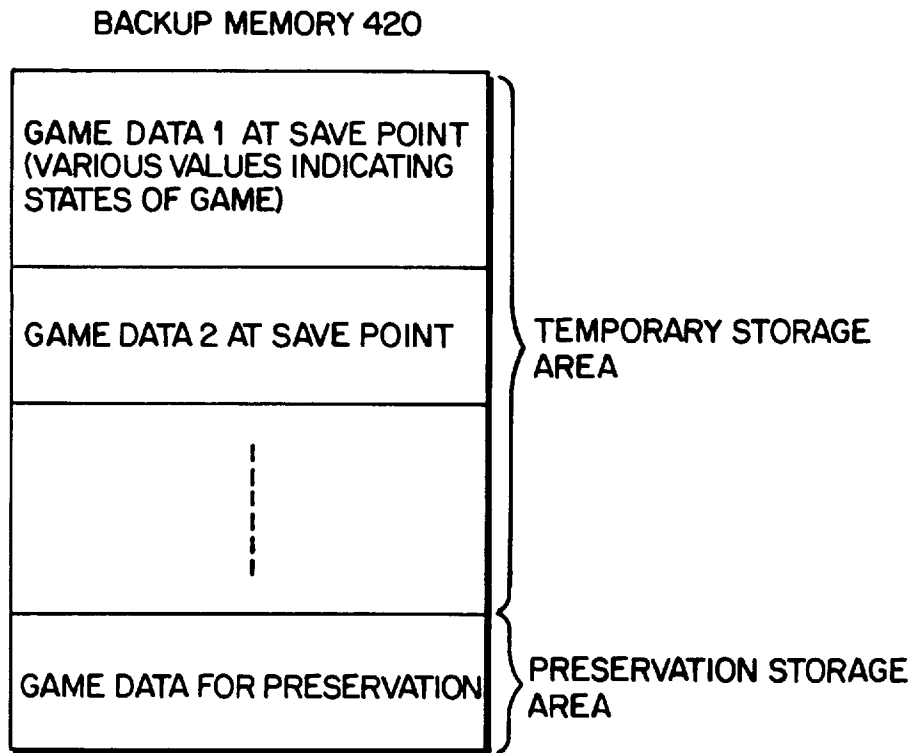 BACKUP MEMORY 420
GAME DATA 1 AT SAVE POINT
(VARIOUS VALUES INDICATING
STATES OF GAME)
GAME DATA 2 AT SAVE POINT
TEMPORARY STORAGE
AREA
GAME DATA FOR PRESERVATION
PRESERVATION STORAGE
AREA